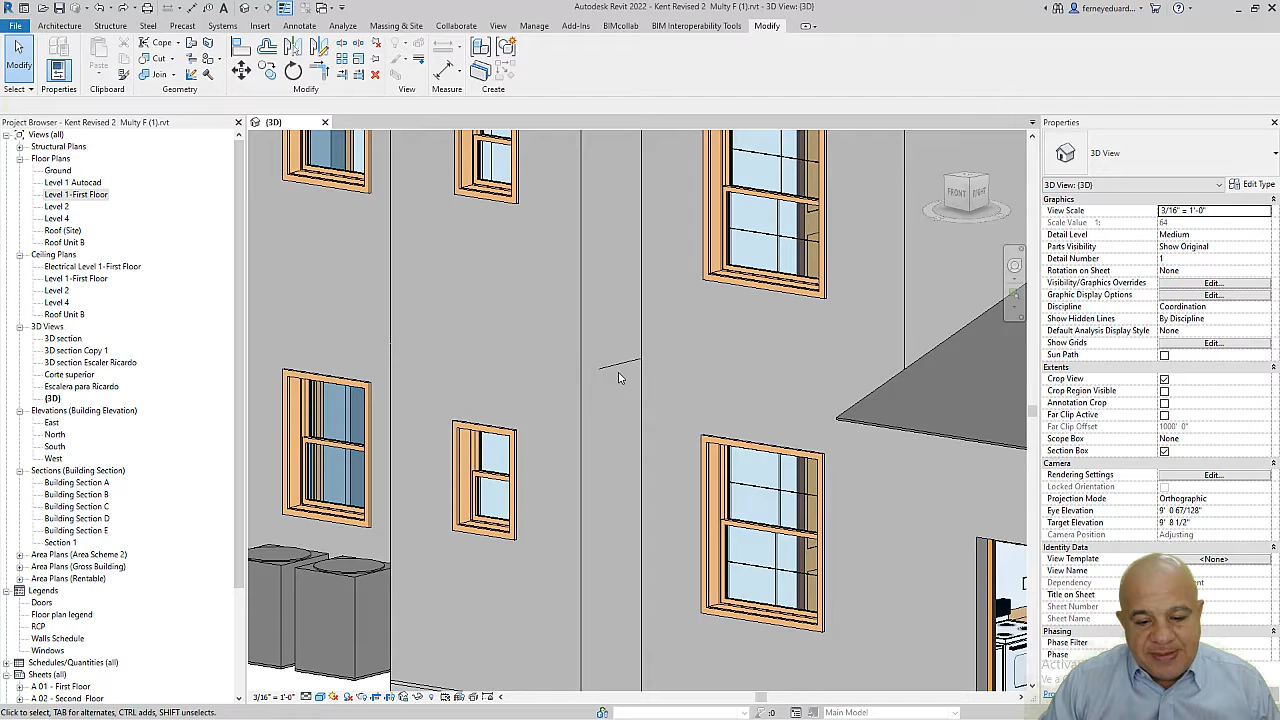 Autodesk Revit 2022 - Kent Revised 2 Multy F (1).rvt - 3D View: {3D}
ferneyeduard...
File Architecture Structure Steel Precast Systems Insert Annotate Analyze Massing & Site Collaborate View Manage Add-Ins BIMcollab BIM Interoperability Tools Modify
Modify
Paste
Cope
Cut
Join
Select Properties Clipboard Geometry Modify View Measure Create
Project Browser - Kent Revised 2 Multy F (1).rvt
{3D}
Properties
Views (all)
Structural Plans
Floor Plans
Ground
Level 1 Autocad
Level 1-First Floor
Level 2
Level 4
Roof (Site)
Roof Unit B
Ceiling Plans
Electrical Level 1-First Floor
Level 1-First Floor
Level 2
Level 4
Roof Unit B
3D Views
3D section
3D section Copy 1
3D section Escaler Ricardo
Corte superior
Escalera para Ricardo
{3D}
Elevations (Building Elevation)
East
North
South
West
Sections (Building Section)
Building Section A
Building Section B
Building Section C
Building Section D
Building Section E
Section 1
Area Plans (Area Scheme 2)
Area Plans (Gross Building)
Area Plans (Rentable)
Legends
Doors
Floor plan legend
RCP
Walls Schedule
Windows
Schedules/Quantities (all)
Sheets (all)
A 01 - First Floor
A 02 - Second Floor
FRONT RIGHT
3D View
3D View: {3D} Edit Type
Graphics
View Scale 3/16" = 1'-0"
Scale Value 1: 64
Detail Level Medium
Parts Visibility Show Original
Detail Number 1
Rotation on Sheet None
Visibility/Graphics Overrides Edit...
Graphic Display Options Edit...
Discipline Coordination
Show Hidden Lines By Discipline
Default Analysis Display Style None
Show Grids Edit...
Sun Path
Extents
Crop View
Crop Region Visible
Annotation Crop
Far Clip Active
Far Clip Offset 1000' 0"
Scope Box None
Section Box
Camera
Rendering Settings Edit...
Locked Orientation
Projection Mode Orthographic
Eye Elevation 9' 0 67/128"
Target Elevation 9' 8 1/2"
Camera Position Adjusting
Identity Data
View Template <None>
View Name
Dependency
Title on Sheet
Sheet Number
Sheet Name
Phasing
Phase Filter
Phase
3/16" = 1'-0"
Click to select, TAB for alternates, CTRL adds, SHIFT unselects.
:0
Main Model